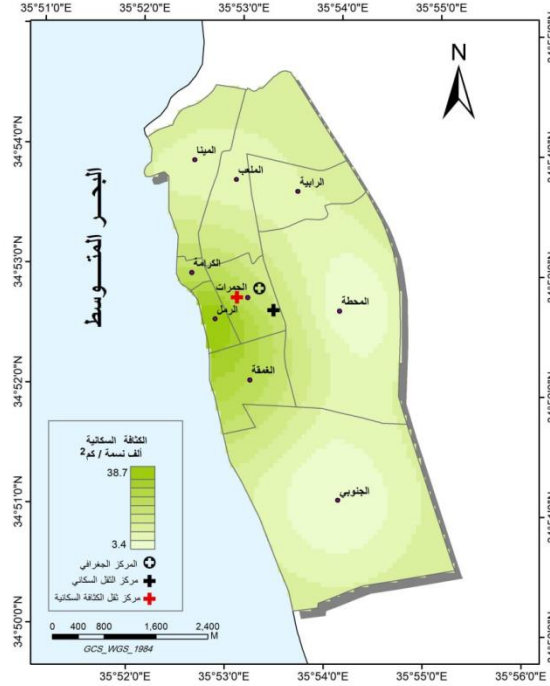 35°51'0"E 35°52'0"E 35°53'0"E 35°54'0"E 35°55'0"E
N
34°54'0"N
34°53'0"N
34°52'0"N
34°51'0"N
34°50'0"N
البحر المتوسط
المينا
الملعب
الرابية
الكرامة
الحمرات
المحطة
الرمل
الغمقة
الجنوبي
الكثافة السكانية
ألف نسمة / كم2
38.7
3.4
المركز الجغرافي
مركز الثقل السكاني
مركز ثقل الكثافة السكانية
0 400 800 1,600 2,400
M
GCS_WGS_1984
35°52'0"E 35°53'0"E 35°54'0"E 35°55'0"E 35°56'0"E